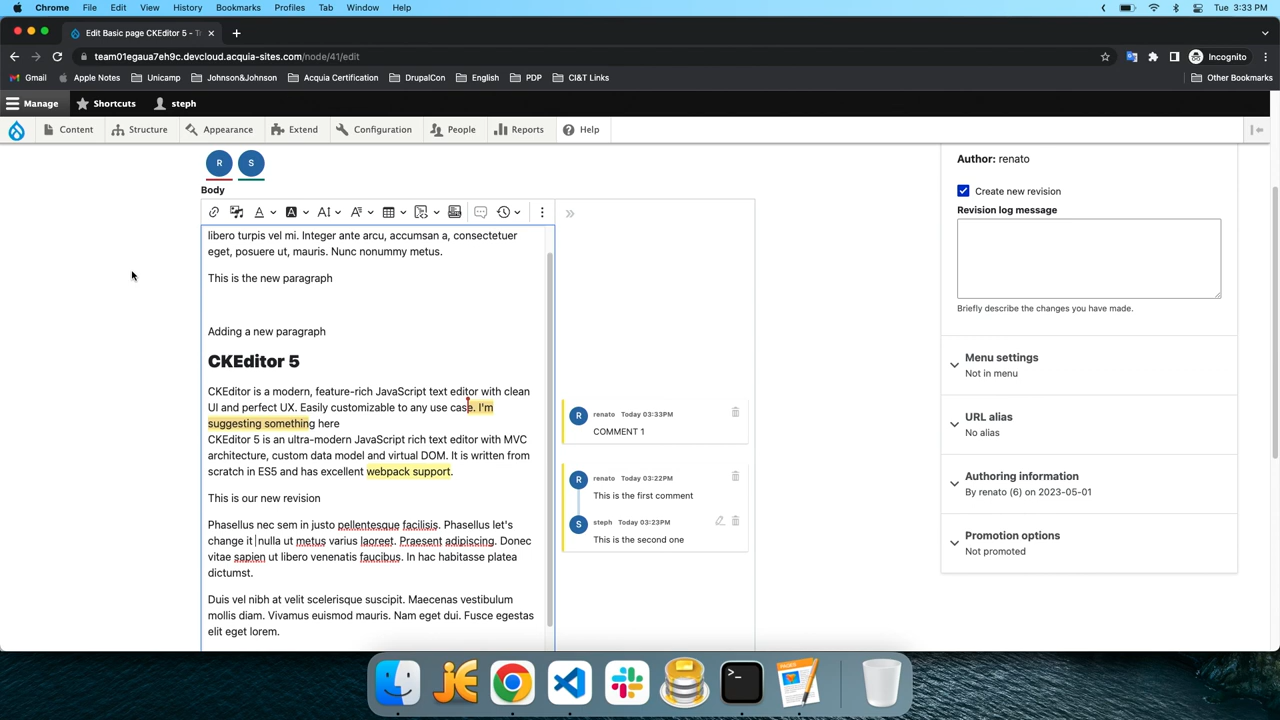 Chrome File Edit View History Bookmarks Profiles Tab Window Help Tue 3:33 PM
Edit Basic page CKEditor 5 - T
team01egaua7eh9c.devcloud.acquia-sites.com/node/41/edit Incognito
Gmail Apple Notes Unicamp Johnson&Johnson Acquia Certification DrupalCon English PDP CI&T Links Other Bookmarks
Manage Shortcuts steph
Content Structure Appearance Extend Configuration People Reports Help
R S
Body
libero turpis vel mi. Integer ante arcu, accumsan a, consectetuer
eget, posuere ut, mauris. Nunc nonummy metus.
This is the new paragraph
Adding a new paragraph
CKEditor 5
CKEditor is a modern, feature-rich JavaScript text editor with clean
UI and perfect UX. Easily customizable to any use case. I'm
suggesting something here
CKEditor 5 is an ultra-modern JavaScript rich text editor with MVC
architecture, custom data model and virtual DOM. It is written from
scratch in ES5 and has excellent webpack support.
This is our new revision
Phasellus nec sem in justo pellentesque facilisis. Phasellus let's
change it nulla ut metus varius laoreet. Praesent adipiscing. Donec
vitae sapien ut libero venenatis faucibus. In hac habitasse platea
dictumst.
Duis vel nibh at velit scelerisque suscipit. Maecenas vestibulum
mollis diam. Vivamus euismod mauris. Nam eget dui. Fusce egestas
elit eget lorem.
R renato Today 03:33PM
COMMENT 1
R renato Today 03:22PM
This is the first comment
S steph Today 03:23PM
This is the second one
Author: renato
Create new revision
Revision log message
Briefly describe the changes you have made.
Menu settings
Not in menu
URL alias
No alias
Authoring information
By renato (6) on 2023-05-01
Promotion options
Not promoted
PAGES